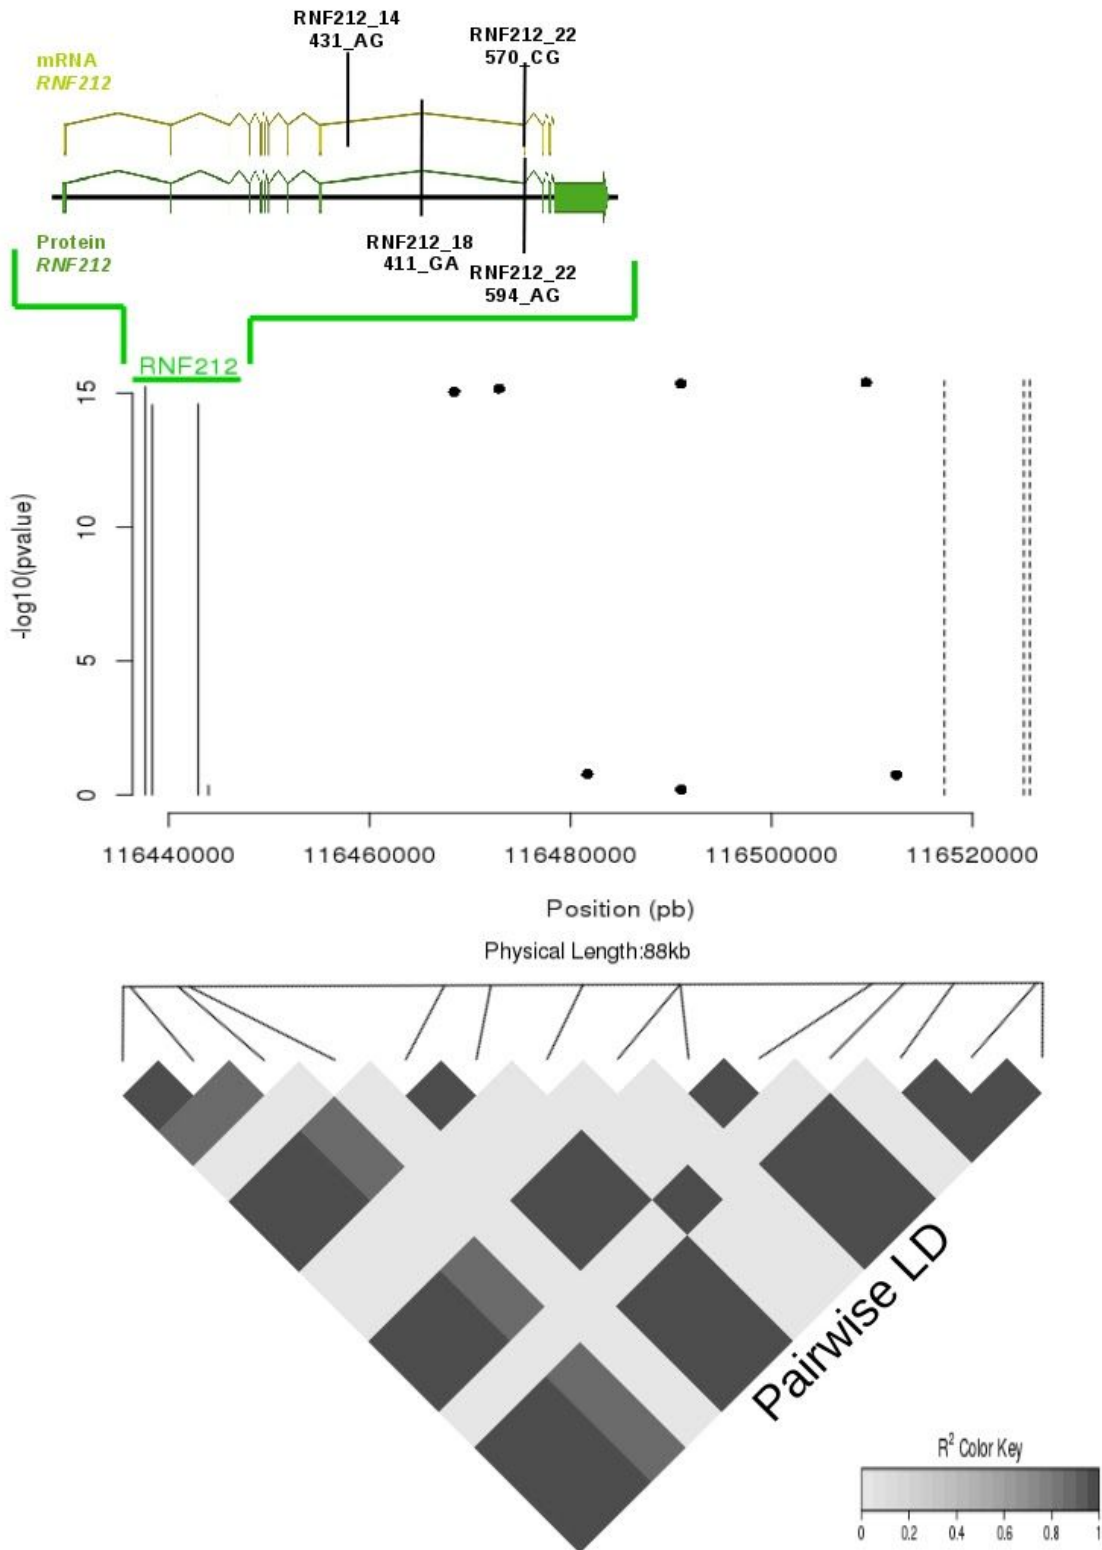 RNF212_14
431_AG
RNF212_22
570_CG
mRNA
RNF212
Protein
RNF212
RNF212_18
411_GA
RNF212_22
594_AG
RNF212
15
10
5
0
-log10(pvalue)
116440000 116460000 116480000 116500000 116520000
Position (pb)
Physical Length:88kb
Pairwise LD
R² Color Key
0 0.2 0.4 0.6 0.8 1